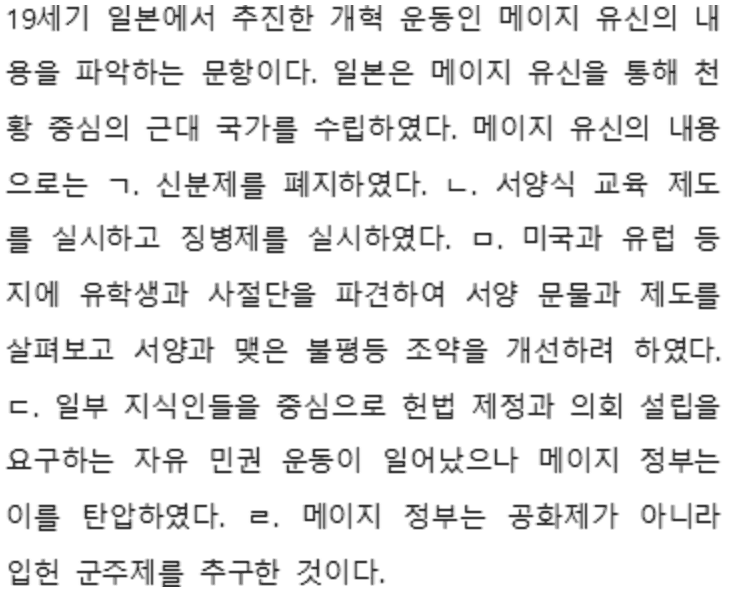 19세기 일본에서 추진한 개혁 운동인 메이지 유신의 내
용을 파악하는 문항이다. 일본은 메이지 유신을 통해 천
황 중심의 근대 국가를 수립하였다. 메이지 유신의 내용
으로는 ㄱ. 신분제를 폐지하였다. ㄴ. 서양식 교육 제도
를 실시하고 징병제를 실시하였다. ㅁ. 미국과 유럽 등
지에 유학생과 사절단을 파견하여 서양 문물과 제도를
살펴보고 서양과 맺은 불평등 조약을 개선하려 하였다.
ㄷ. 일부 지식인들을 중심으로 헌법 제정과 의회 설립을
요구하는 자유 민권 운동이 일어났으나 메이지 정부는
이를 탄압하였다. ㄹ. 메이지 정부는 공화제가 아니라
입헌 군주제를 추구한 것이다.